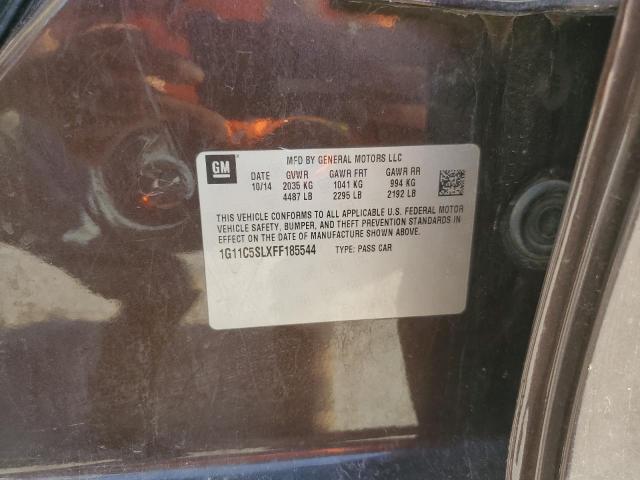 GM
MFD BY GENERAL MOTORS LLC
DATE GVWR GAWR FRT GAWR RR
10/14 2035 KG 1041 KG 994 KG
4487 LB 2295 LB 2192 LB
THIS VEHICLE CONFORMS TO ALL APPLICABLE U.S. FEDERAL MOTOR
VEHICLE SAFETY, BUMPER, AND THEFT PREVENTION STANDARDS IN
EFFECT ON THE DATE OF MANUFACTURE SHOWN ABOVE.
1G11C5SLXFF185544 TYPE: PASS CAR